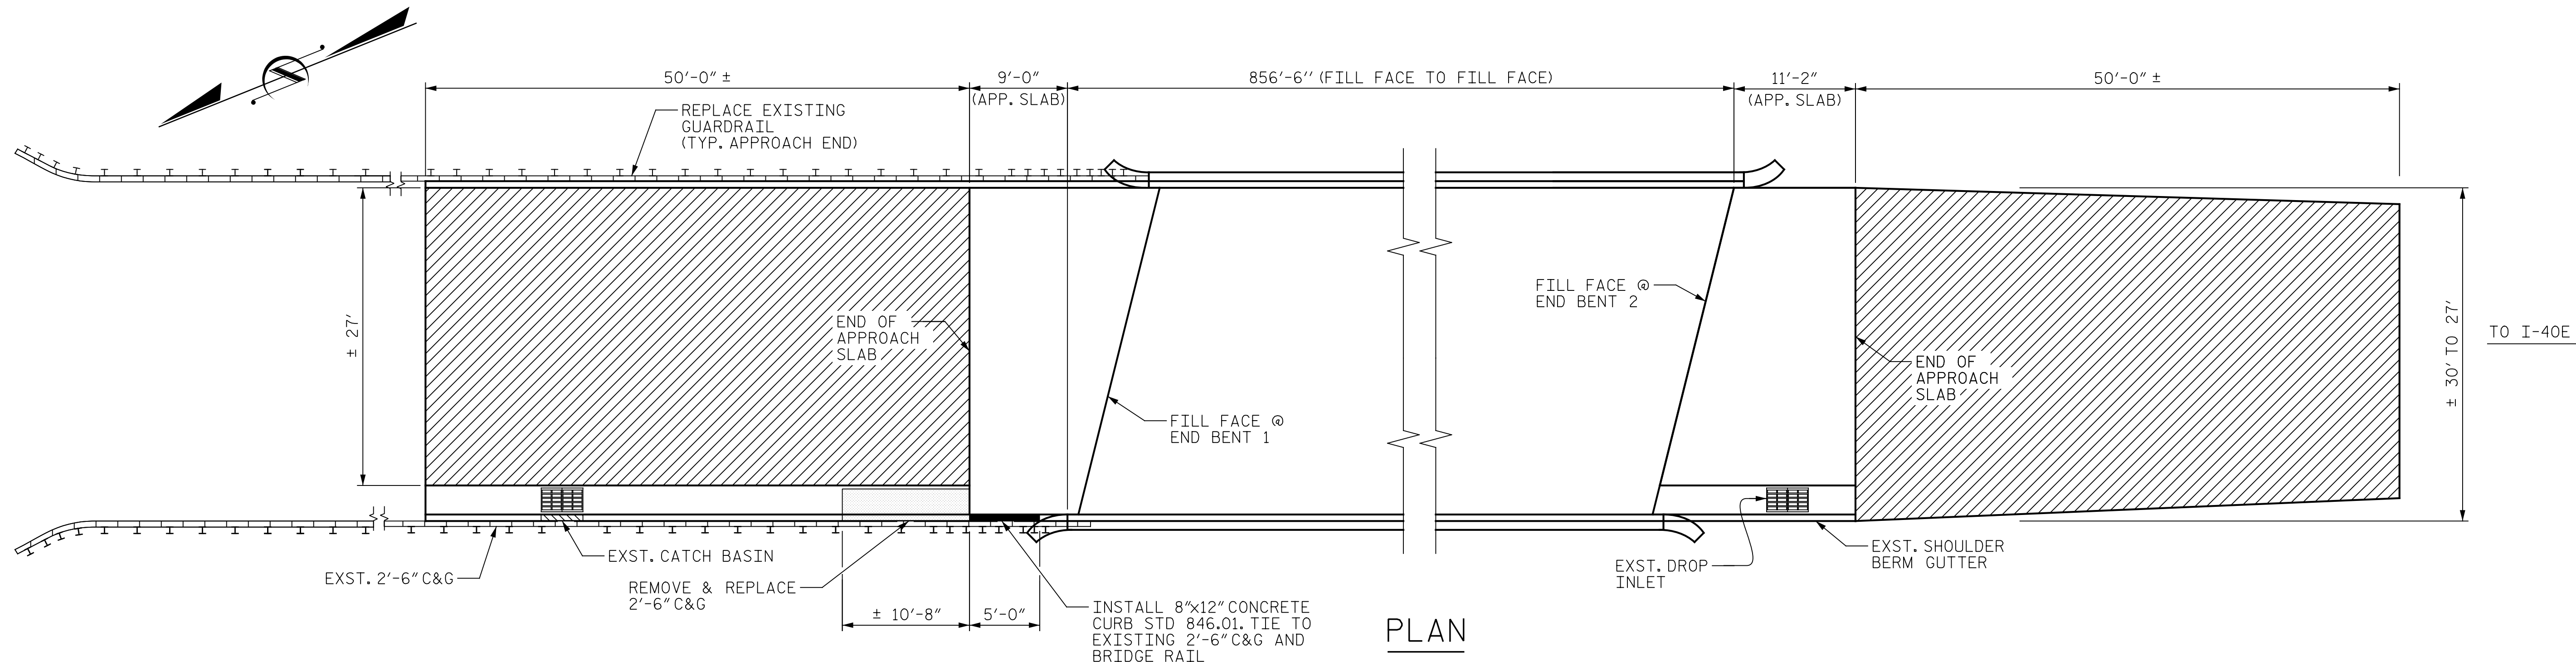 50'-0" ±
9'-0"
(APP. SLAB)
856'-6" (FILL FACE TO FILL FACE)
11'-2"
(APP. SLAB)
50'-0" ±
REPLACE EXISTING
GUARDRAIL
(TYP. APPROACH END)
± 27'
END OF
APPROACH
SLAB
FILL FACE @
END BENT 1
FILL FACE @
END BENT 2
END OF
APPROACH
SLAB
± 30' TO 27'
TO I-40E
EXST. 2'-6" C&G
EXST. CATCH BASIN
REMOVE & REPLACE
2'-6" C&G
± 10'-8"
5'-0"
INSTALL 8"x12" CONCRETE
CURB STD 846.01. TIE TO
EXISTING 2'-6" C&G AND
BRIDGE RAIL
EXST. DROP
INLET
EXST. SHOULDER
BERM GUTTER
PLAN